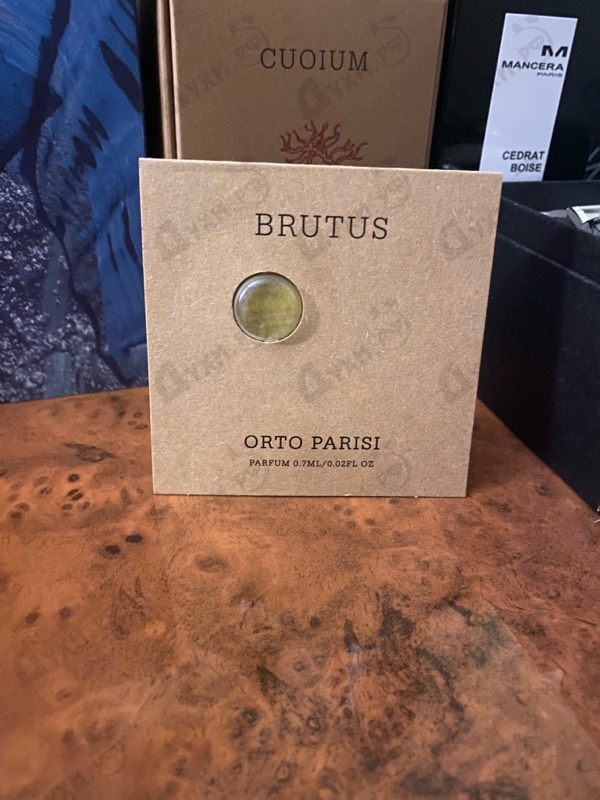 CUOIUM
M
MANCERA
PARIS
CEDRAT
BOISE
BRUTUS
ORTO PARISI
PARFUM 0.7ML/0.02FL OZ